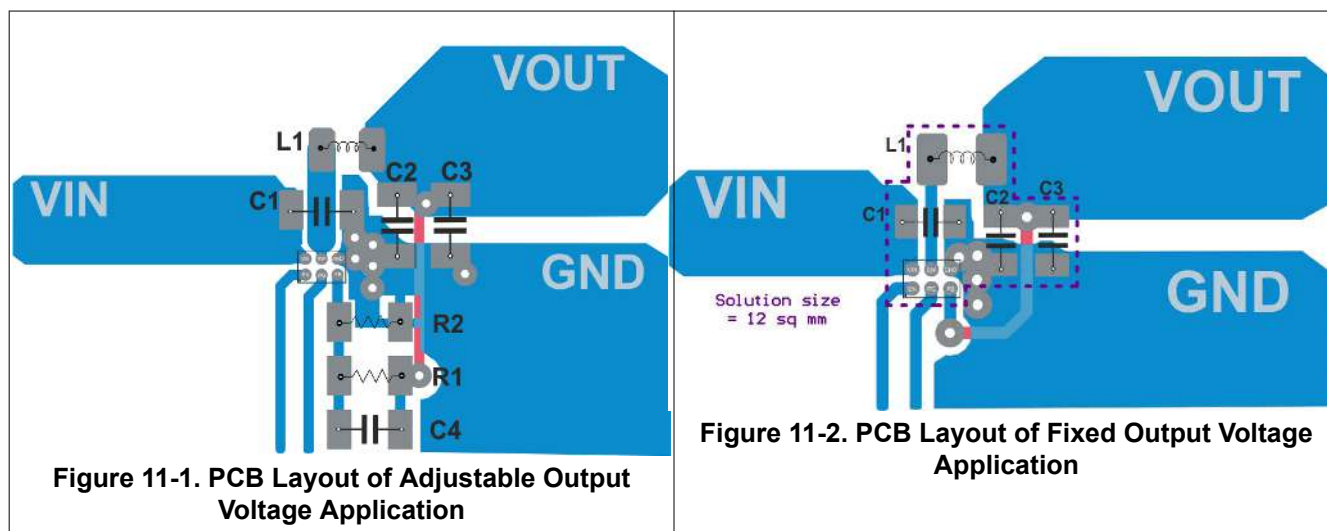 VOUT
L1
C2
C3
VIN
C1
GND
R2
R1
C4
Figure 11-1. PCB Layout of Adjustable Output
Voltage Application
VOUT
L1
C3
C2
VIN
C1
GND
Solution size
= 12 sq mm
Figure 11-2. PCB Layout of Fixed Output Voltage
Application